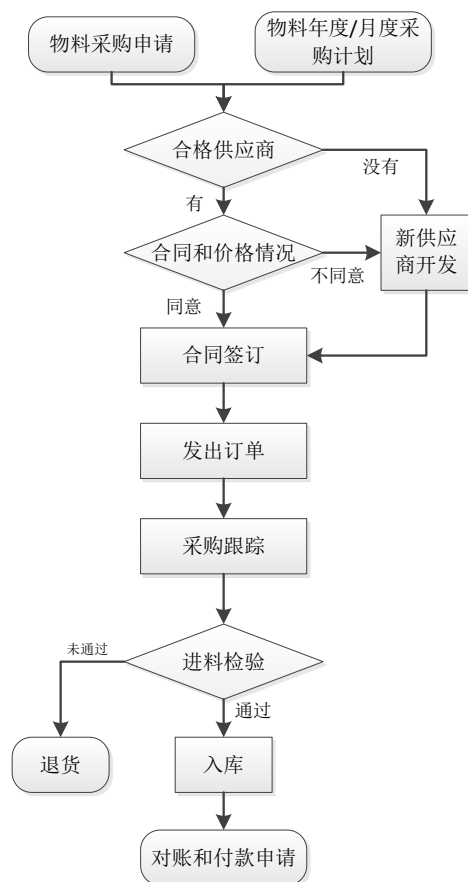 物料采购申请
物料年度/月度采
购计划
合格供应商
没有
有
合同和价格情况
不同意
新供应
商开发
同意
合同签订
发出订单
采购跟踪
未通过
进料检验
通过
退货
入库
对账和付款申请